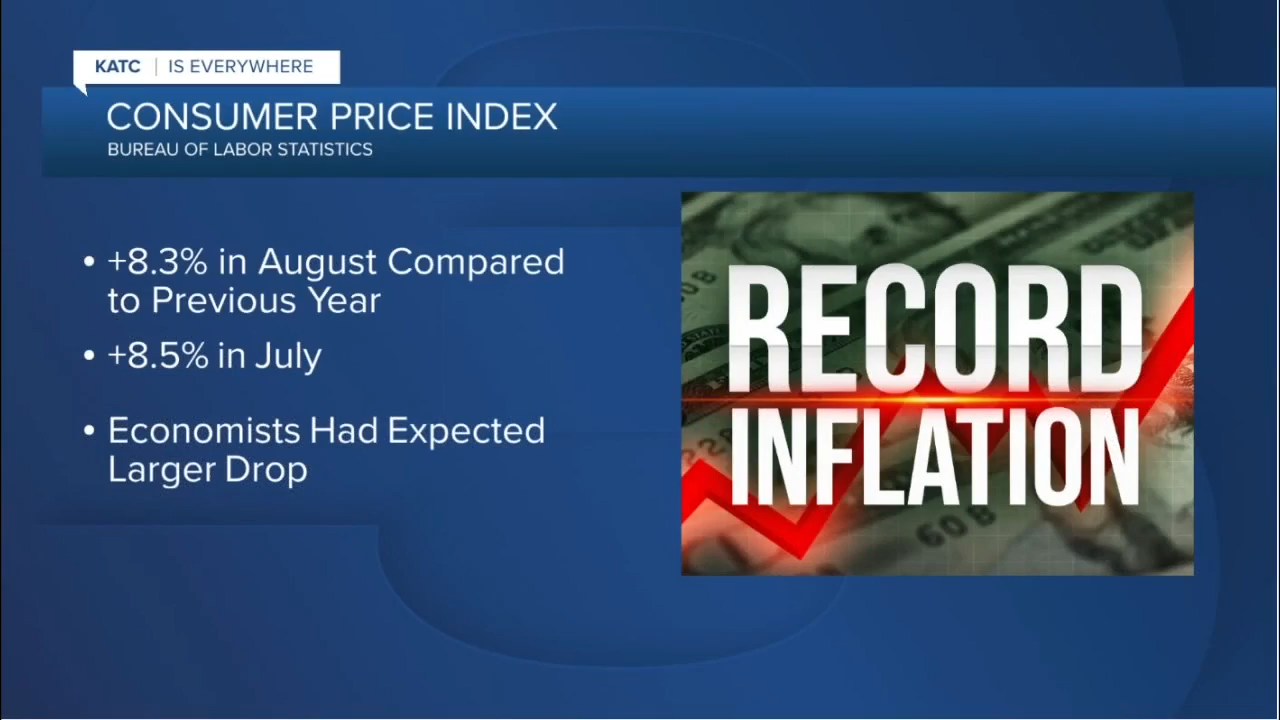 KATC | IS EVERYWHERE
CONSUMER PRICE INDEX
BUREAU OF LABOR STATISTICS
• +8.3% in August Compared
to Previous Year
• +8.5% in July
• Economists Had Expected
Larger Drop
RECORD
INFLATION
60 B